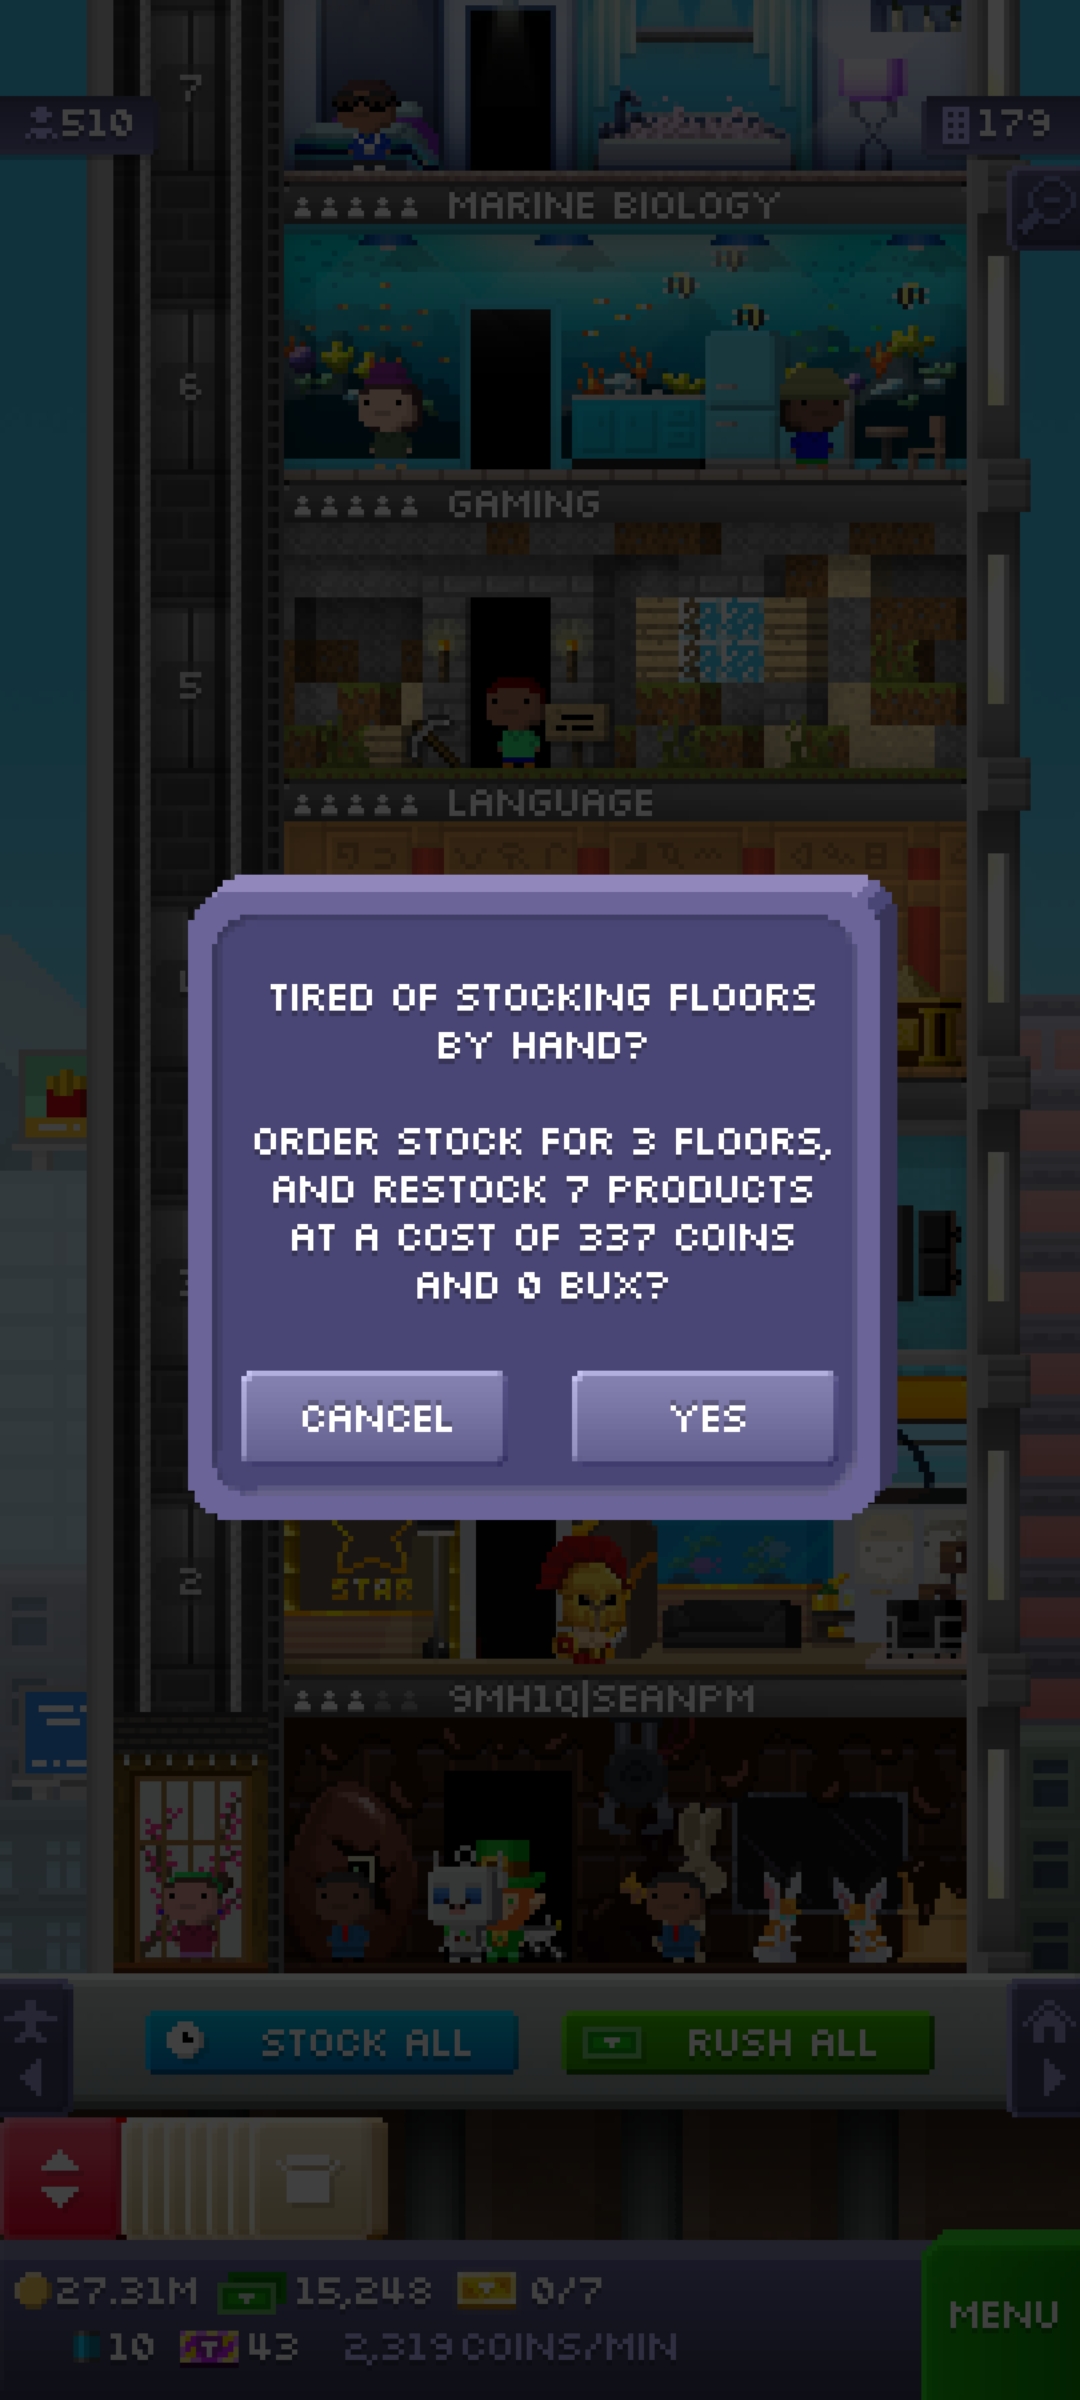 7
510
179
MARINE BIOLOGY
6
GAMING
5
LANGUAGE
TIRED OF STOCKING FLOORS
BY HAND?
ORDER STOCK FOR 3 FLOORS,
AND RESTOCK 7 PRODUCTS
AT A COST OF 337 COINS
AND 0 BUX?
CANCEL
YES
2
STAR
9MH1Q|SEANPM
STOCK ALL
RUSH ALL
27.31M
15,248
0/7
MENU
10
43
2,319 COINS/MIN